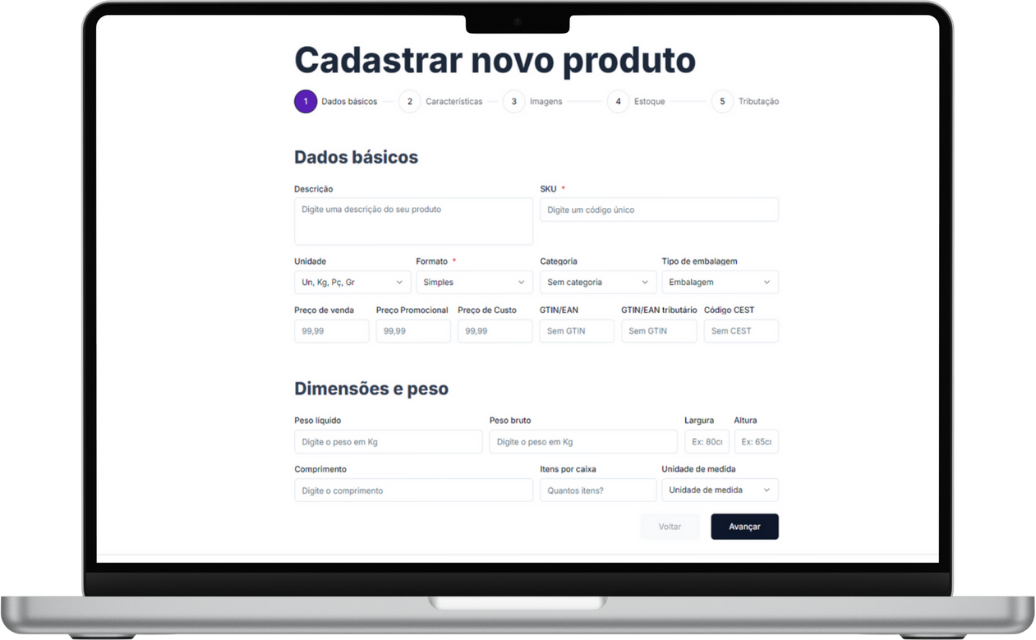 Cadastrar novo produto
1 Dados básicos 2 Características 3 Imagens 4 Estoque 5 Tributação
Dados básicos
Descrição SKU *
Digite uma descrição do seu produto Digite um código único
Unidade Formato * Categoria Tipo de embalagem
Un, Kg, Pç, Gr Simples Sem categoria Embalagem
Preço de venda Preço Promocional Preço de Custo GTIN/EAN GTIN/EAN tributário Código CEST
99,99 99,99 99,99 Sem GTIN Sem GTIN Sem CEST
Dimensões e peso
Peso líquido Peso bruto Largura Altura
Digite o peso em Kg Digite o peso em Kg Ex: 80c Ex: 65c
Comprimento Itens por caixa Unidade de medida
Digite o comprimento Quantos itens? Unidade de medida
Voltar Avançar